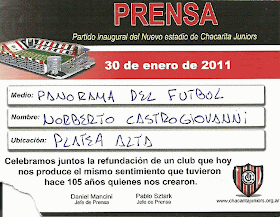 PRENSA
Partido inaugural del Nuevo estadio de Chacarita Juniors
30 de enero de 2011
Medio: PANORAMA DEL FUTBOL
Nombre: NORBERTO CASTROGIOVANNI
Ubicación: PLATEA ALTA
Celebramos juntos la refundación de un club que hoy
nos produce el mismo sentimiento que tuvieron
hace 105 años quienes nos crearon.
Daniel Mancini
Jefe de Prensa
Pablo Sztark
Jefe de Prensa
www.chacaritajuniors.org.ar